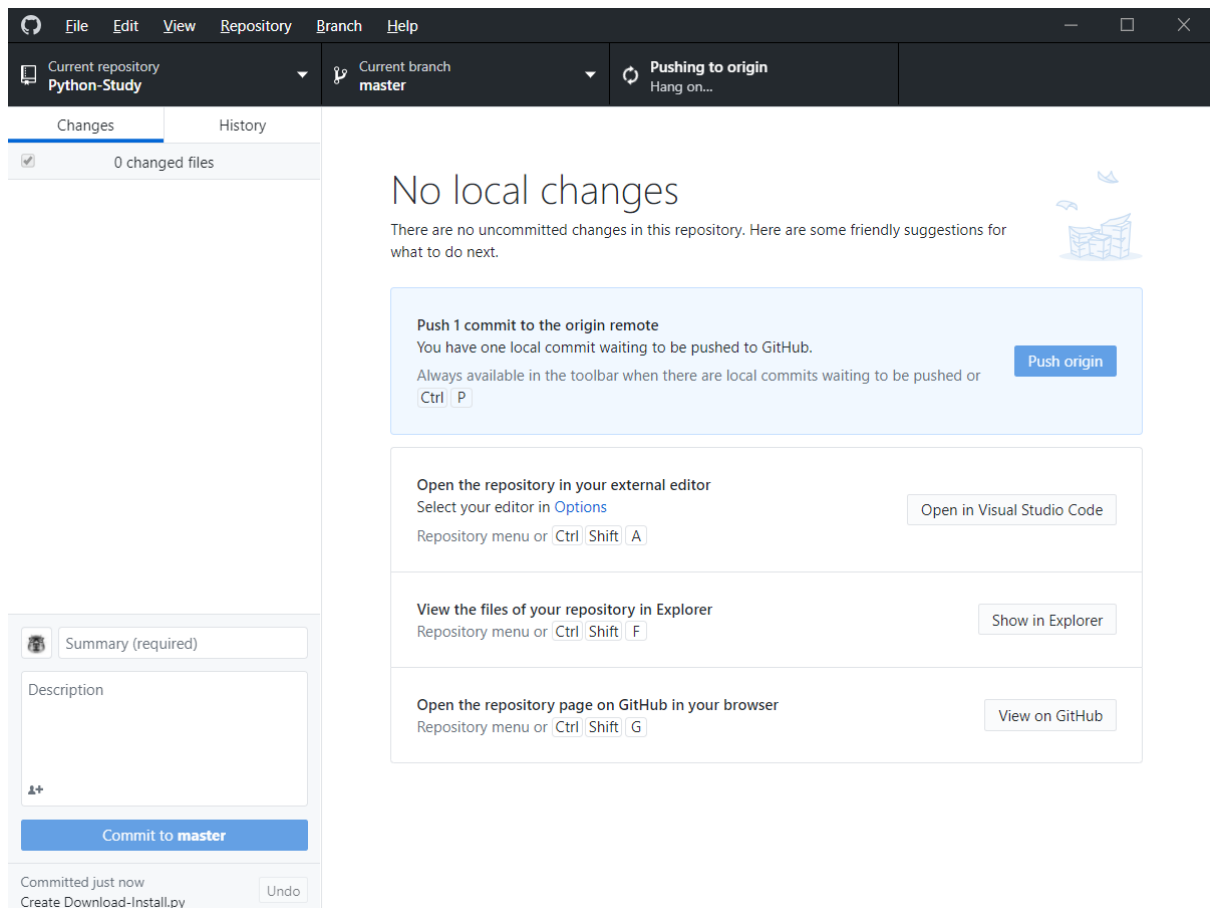 File Edit View Repository Branch Help
Current repository
Python-Study
Current branch
master
Pushing to origin
Hang on...
Changes History
0 changed files
No local changes
There are no uncommitted changes in this repository. Here are some friendly suggestions for
what to do next.
Push 1 commit to the origin remote
You have one local commit waiting to be pushed to GitHub.
Always available in the toolbar when there are local commits waiting to be pushed or
Ctrl P
Push origin
Open the repository in your external editor
Select your editor in Options
Repository menu or Ctrl Shift A
Open in Visual Studio Code
View the files of your repository in Explorer
Repository menu or Ctrl Shift F
Show in Explorer
Open the repository page on GitHub in your browser
Repository menu or Ctrl Shift G
View on GitHub
Summary (required)
Description
Commit to master
Committed just now
Create Download-Install.py
Undo